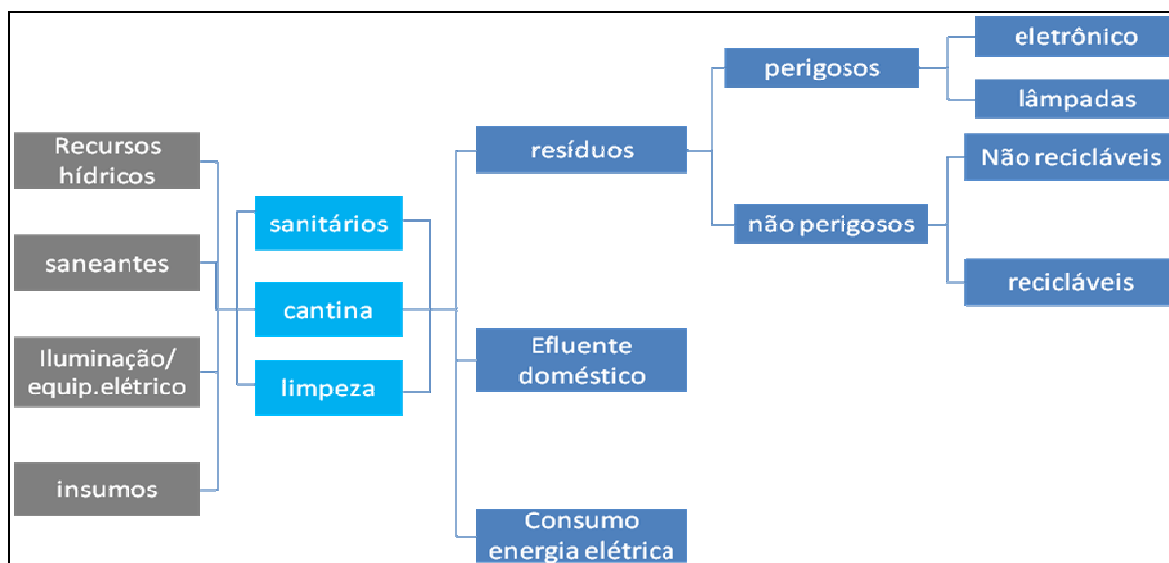 Recursos
hídricos
saneantes
Iluminação/
equip.elétrico
insumos
sanitários
cantina
limpeza
resíduos
Efluente
doméstico
Consumo
energia elétrica
perigosos
não perigosos
eletrônico
lâmpadas
Não recicláveis
recicláveis